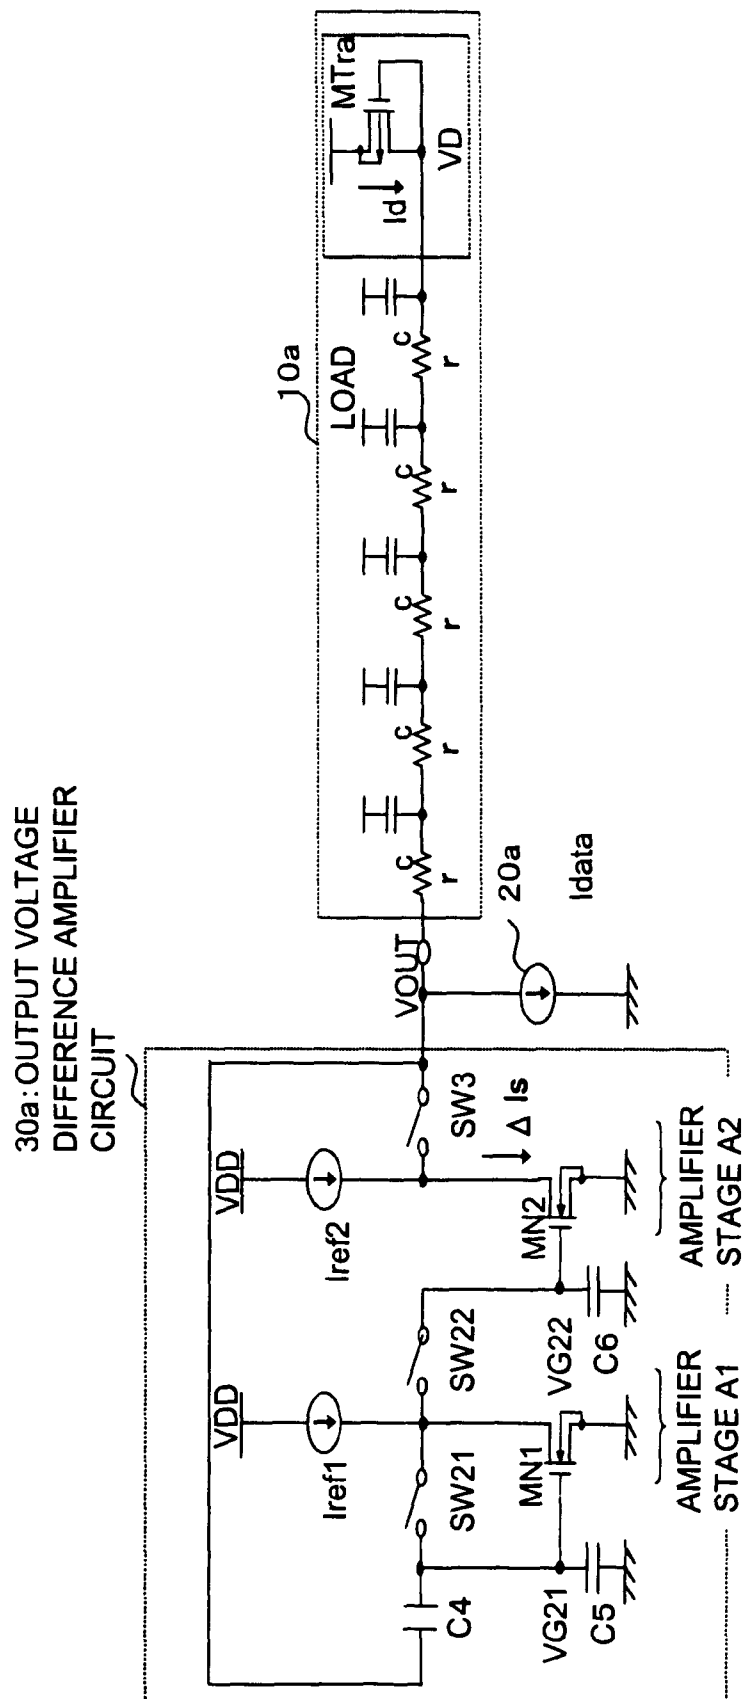 30a: OUTPUT VOLTAGE
DIFFERENCE AMPLIFIER
CIRCUIT
VDD
VDD
Iref1
Iref2
C4
SW21
SW22
SW3
VG21
C5
MN1
VG22
C6
MN2
Δ Is
AMPLIFIER
STAGE A1
AMPLIFIER
STAGE A2
VOUT
20a
Idata
10a
LOAD
r
c
r
c
r
c
r
c
r
c
MTra
Id
VD